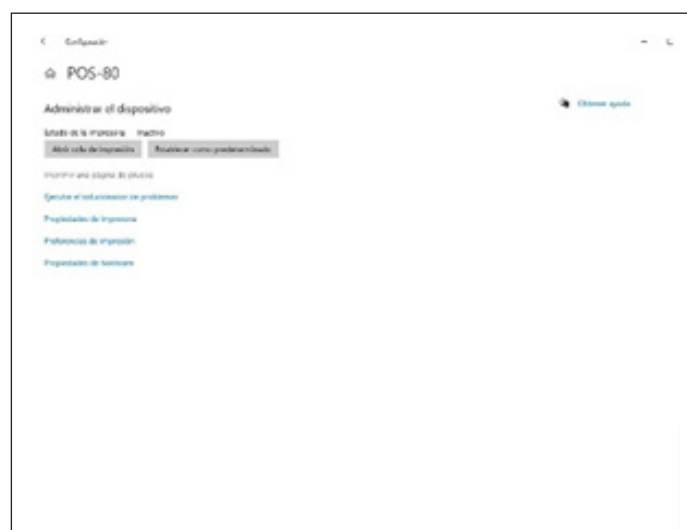 Configuración
POS-80
Administrar el dispositivo
Obtener ayuda
Estado de la impresora Inactivo
Abrir cola de impresión Establecer como predeterminado
Imprimir una página de prueba
Ejecutar el solucionador de problemas
Propiedades de impresora
Preferencias de impresión
Propiedades de hardware